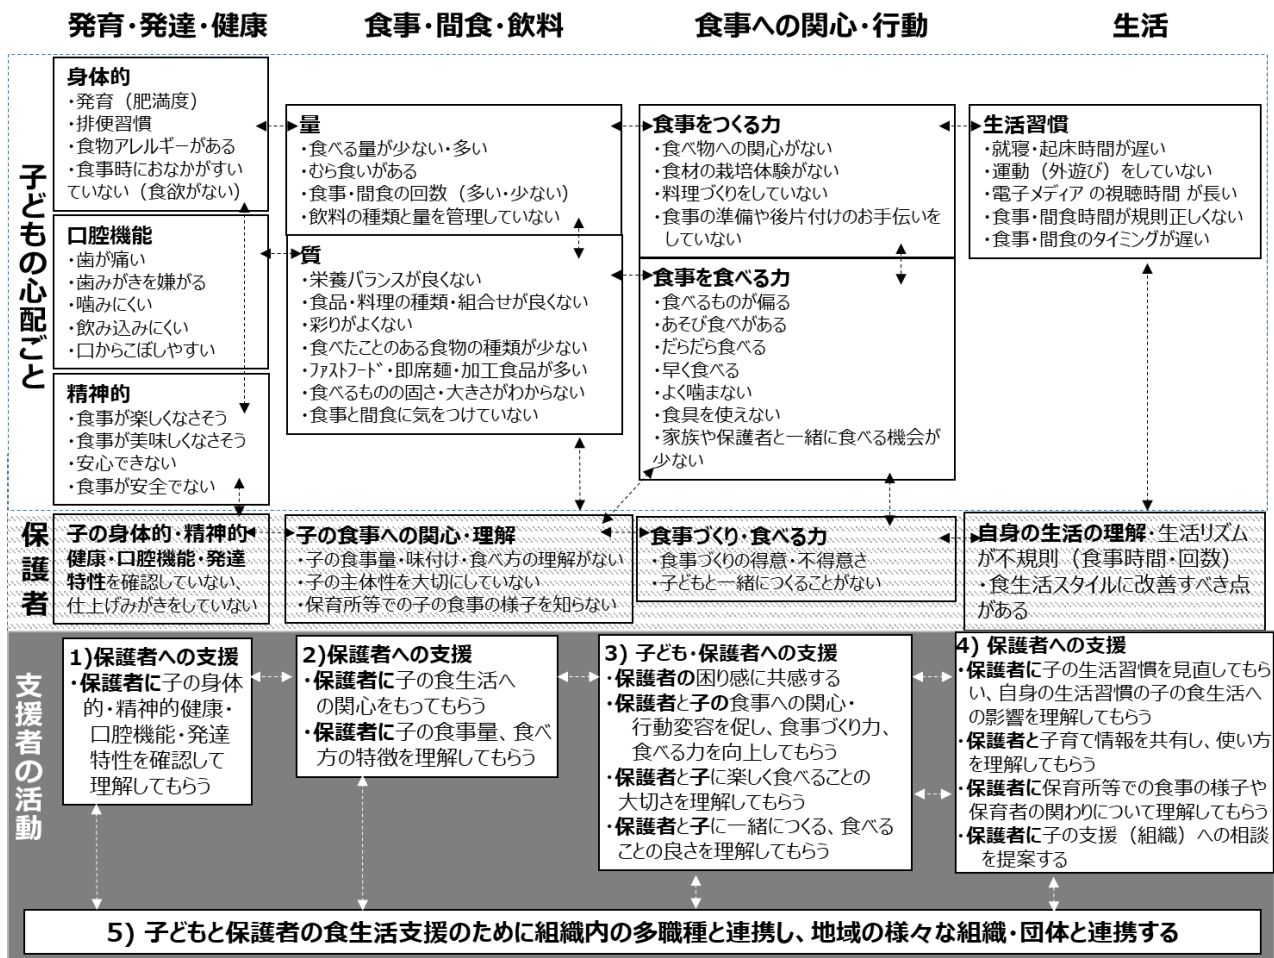 発育・発達・健康
食事・間食・飲料
食事への関心・行動
生活
子どもの心配ごと
身体的
・発育（肥満度）
・排便習慣
・食物アレルギーがある
・食事時におなかがすい
ていない（食欲がない）
口腔機能
・歯が痛い
・歯みがきを嫌がる
・噛みにくい
・飲み込みにくい
・口からこぼしやすい
精神的
・食事が楽しくなさそう
・食事が美味しくなさそう
・安心できない
・食事が安全でない
量
・食べる量が少ない・多い
・むら食いがある
・食事・間食の回数（多い・少ない）
・飲料の種類と量を管理していない
質
・栄養バランスが良くない
・食品・料理の種類・組合せが良くない
・彩りがよくない
・食べたことのある食物の種類が少ない
・ﾌｧｽﾄﾌｰﾄﾞ・即席麺・加工食品が多い
・食べるものの固さ・大きさがわからない
・食事と間食に気をつけていない
食事をつくる力
・食べ物への関心がない
・食材の栽培体験がない
・料理づくりをしていない
・食事の準備や後片付けのお手伝いを
していない
食事を食べる力
・食べるものが偏る
・あそび食べがある
・だらだら食べる
・早く食べる
・よく噛まない
・食具を使えない
・家族や保護者と一緒に食べる機会が
少ない
生活習慣
・就寝・起床時間が遅い
・運動（外遊び）をしていない
・電子メディア の視聴時間 が長い
・食事・間食時間が規則正しくない
・食事・間食のタイミングが遅い
保護者
子の身体的・精神的
健康・口腔機能・発達
特性を確認していない、
仕上げみがきをしていない
子の食事への関心・理解
・子の食事量・味付け・食べ方の理解がない
・子の主体性を大切にしていない
・保育所等での子の食事の様子を知らない
食事づくり・食べる力
・食事づくりの得意・不得意さ
・子どもと一緒につくることがない
自身の生活の理解・生活リズム
が不規則（食事時間・回数）
・食生活スタイルに改善すべき点
がある
支援者の活動
1)保護者への支援
・保護者に子の身体
的・精神的健康・
口腔機能・発達
特性を確認して
理解してもらう
2)保護者への支援
・保護者に子の食生活へ
の関心をもってもらう
・保護者に子の食事量、食べ
方の特徴を理解してもらう
3) 子ども・保護者への支援
・保護者の困り感に共感する
・保護者と子の食事への関心・
行動変容を促し、食事づくり力、
食べる力を向上してもらう
・保護者と子に楽しく食べることの
大切さを理解してもらう
・保護者と子に一緒につくる、食べる
ことの良さを理解してもらう
4) 保護者への支援
・保護者に子の生活習慣を見直してもら
い、自身の生活習慣の子の食生活へ
の影響を理解してもらう
・保護者と子育て情報を共有し、使い方
を理解してもらう
・保護者に保育所等での食事の様子や
保育者の関わりについて理解してもらう
・保護者に子の支援（組織）への相談
を提案する
5) 子どもと保護者の食生活支援のために組織内の多職種と連携し、地域の様々な組織・団体と連携する